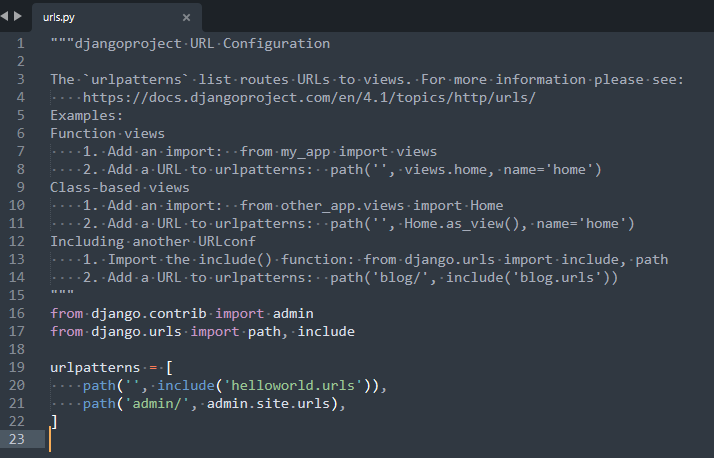 urls.py
1 """djangoproject URL Configuration
2
3 The `urlpatterns` list routes URLs to views. For more information please see:
4     https://docs.djangoproject.com/en/4.1/topics/http/urls/
5 Examples:
6 Function views
7     1. Add an import:  from my_app import views
8     2. Add a URL to urlpatterns:  path('', views.home, name='home')
9 Class-based views
10     1. Add an import:  from other_app.views import Home
11     2. Add a URL to urlpatterns:  path('', Home.as_view(), name='home')
12 Including another URLconf
13     1. Import the include() function: from django.urls import include, path
14     2. Add a URL to urlpatterns:  path('blog/', include('blog.urls'))
15 """
16 from django.contrib import admin
17 from django.urls import path, include
18
19 urlpatterns = [
20     path('', include('helloworld.urls')),
21     path('admin/', admin.site.urls),
22 ]
23